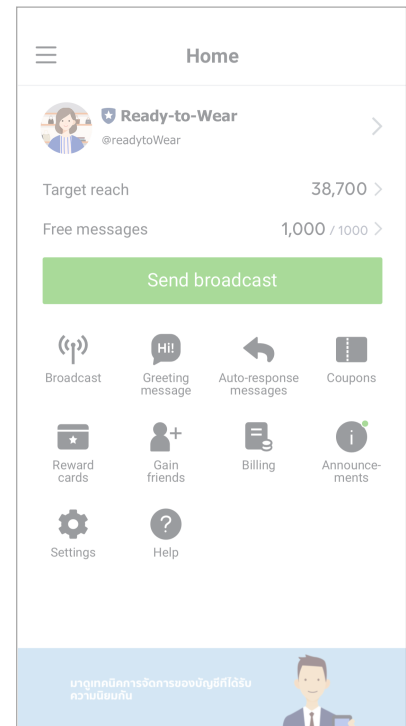 Home
Ready-to-Wear
@readytoWear
Target reach
38,700
Free messages
1,000 / 1000
Send broadcast
Hi!
Broadcast
Greeting
message
Auto-response
messages
Coupons
Reward
cards
Gain
friends
Billing
Announce-
ments
?
Settings
Help
มาดูเทคนิคการจัดการของบัญชีที่ได้รับ
ความนิยมกัน